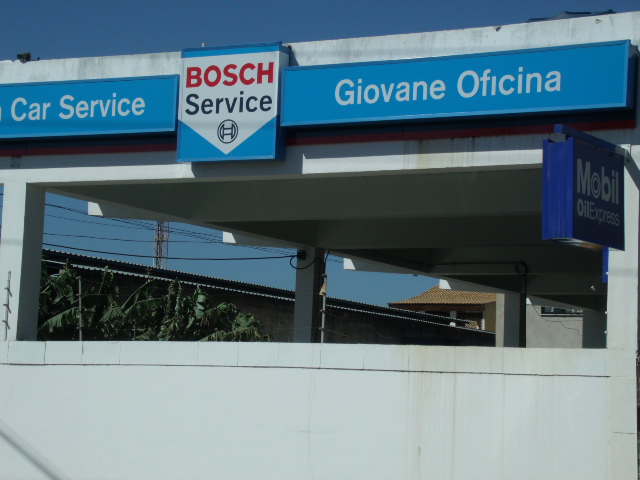 Car Service
BOSCH
Service
Giovane Oficina
Mobil
OilExpress